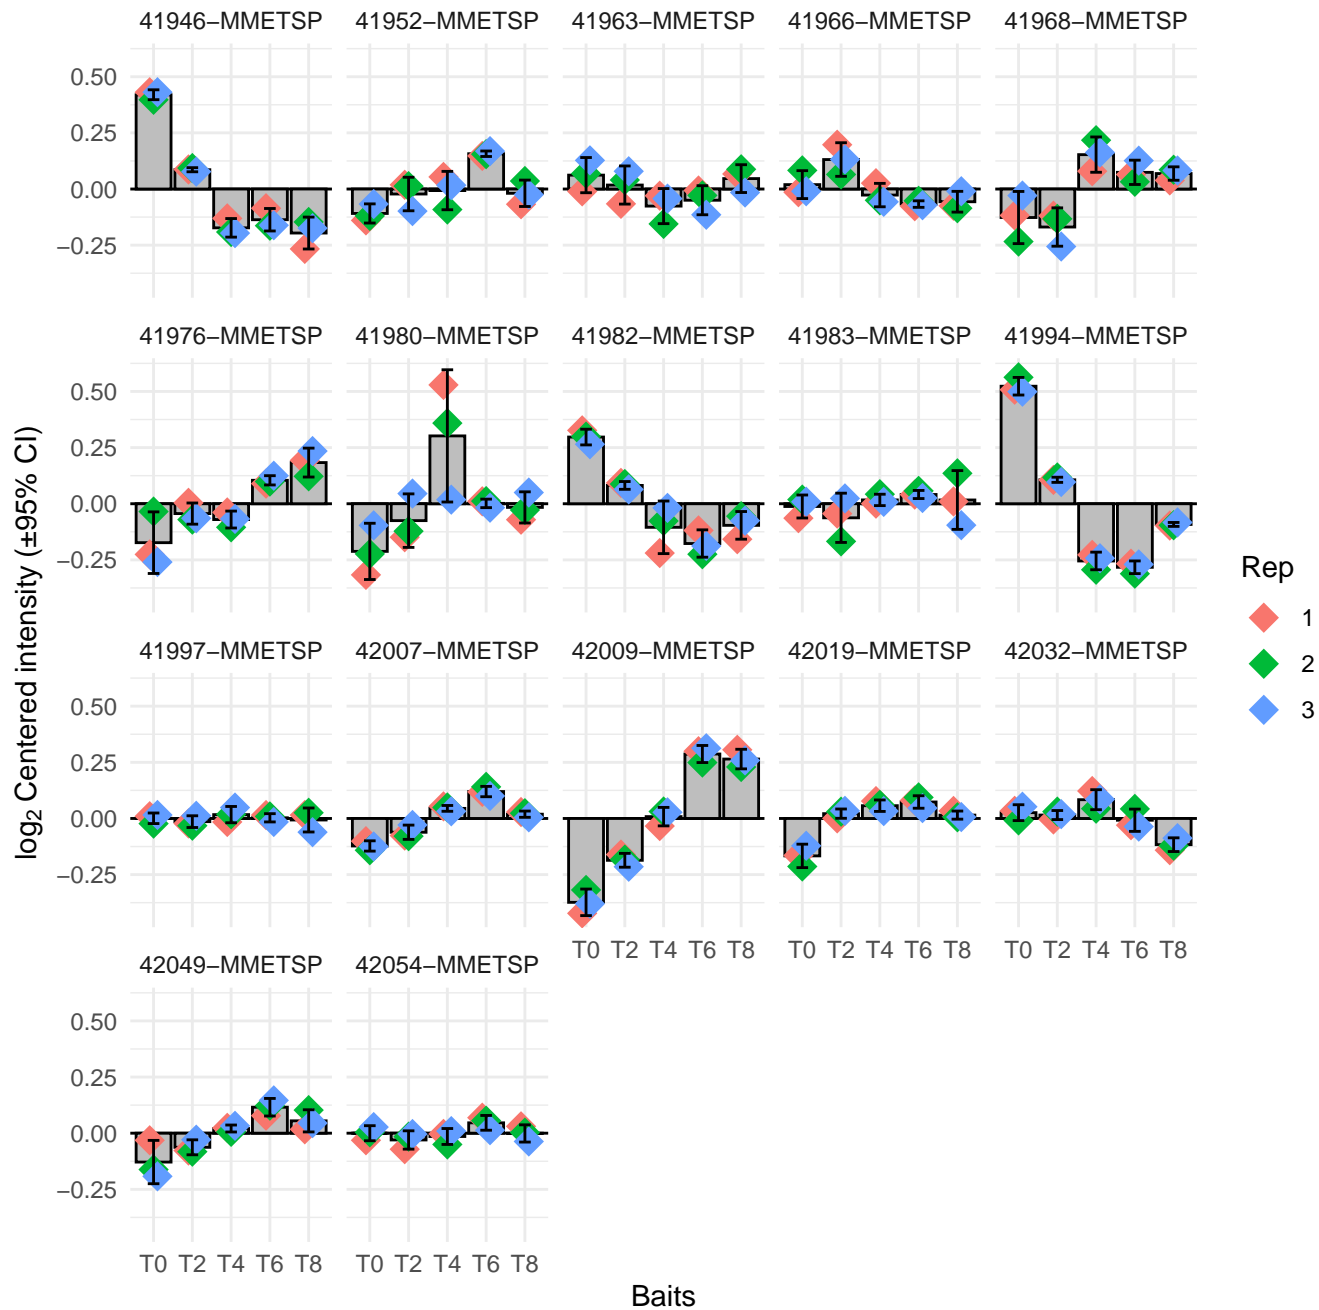 41946−MMETSP 41952−MMETSP 41963−MMETSP 41966−MMETSP 41968−MMETSP
0.50
0.25
0.00
−0.25
41976−MMETSP 41980−MMETSP 41982−MMETSP 41983−MMETSP 41994−MMETSP
0.50
0.25
0.00
−0.25
41997−MMETSP 42007−MMETSP 42009−MMETSP 42019−MMETSP 42032−MMETSP
0.50
0.25
0.00
−0.25
T0 T2 T4 T6 T8 T0 T2 T4 T6 T8 T0 T2 T4 T6 T8
42049−MMETSP 42054−MMETSP
0.50
0.25
0.00
−0.25
T0 T2 T4 T6 T8 T0 T2 T4 T6 T8
Baits
log2 Centered intensity (±95% CI)
Rep
1
2
3